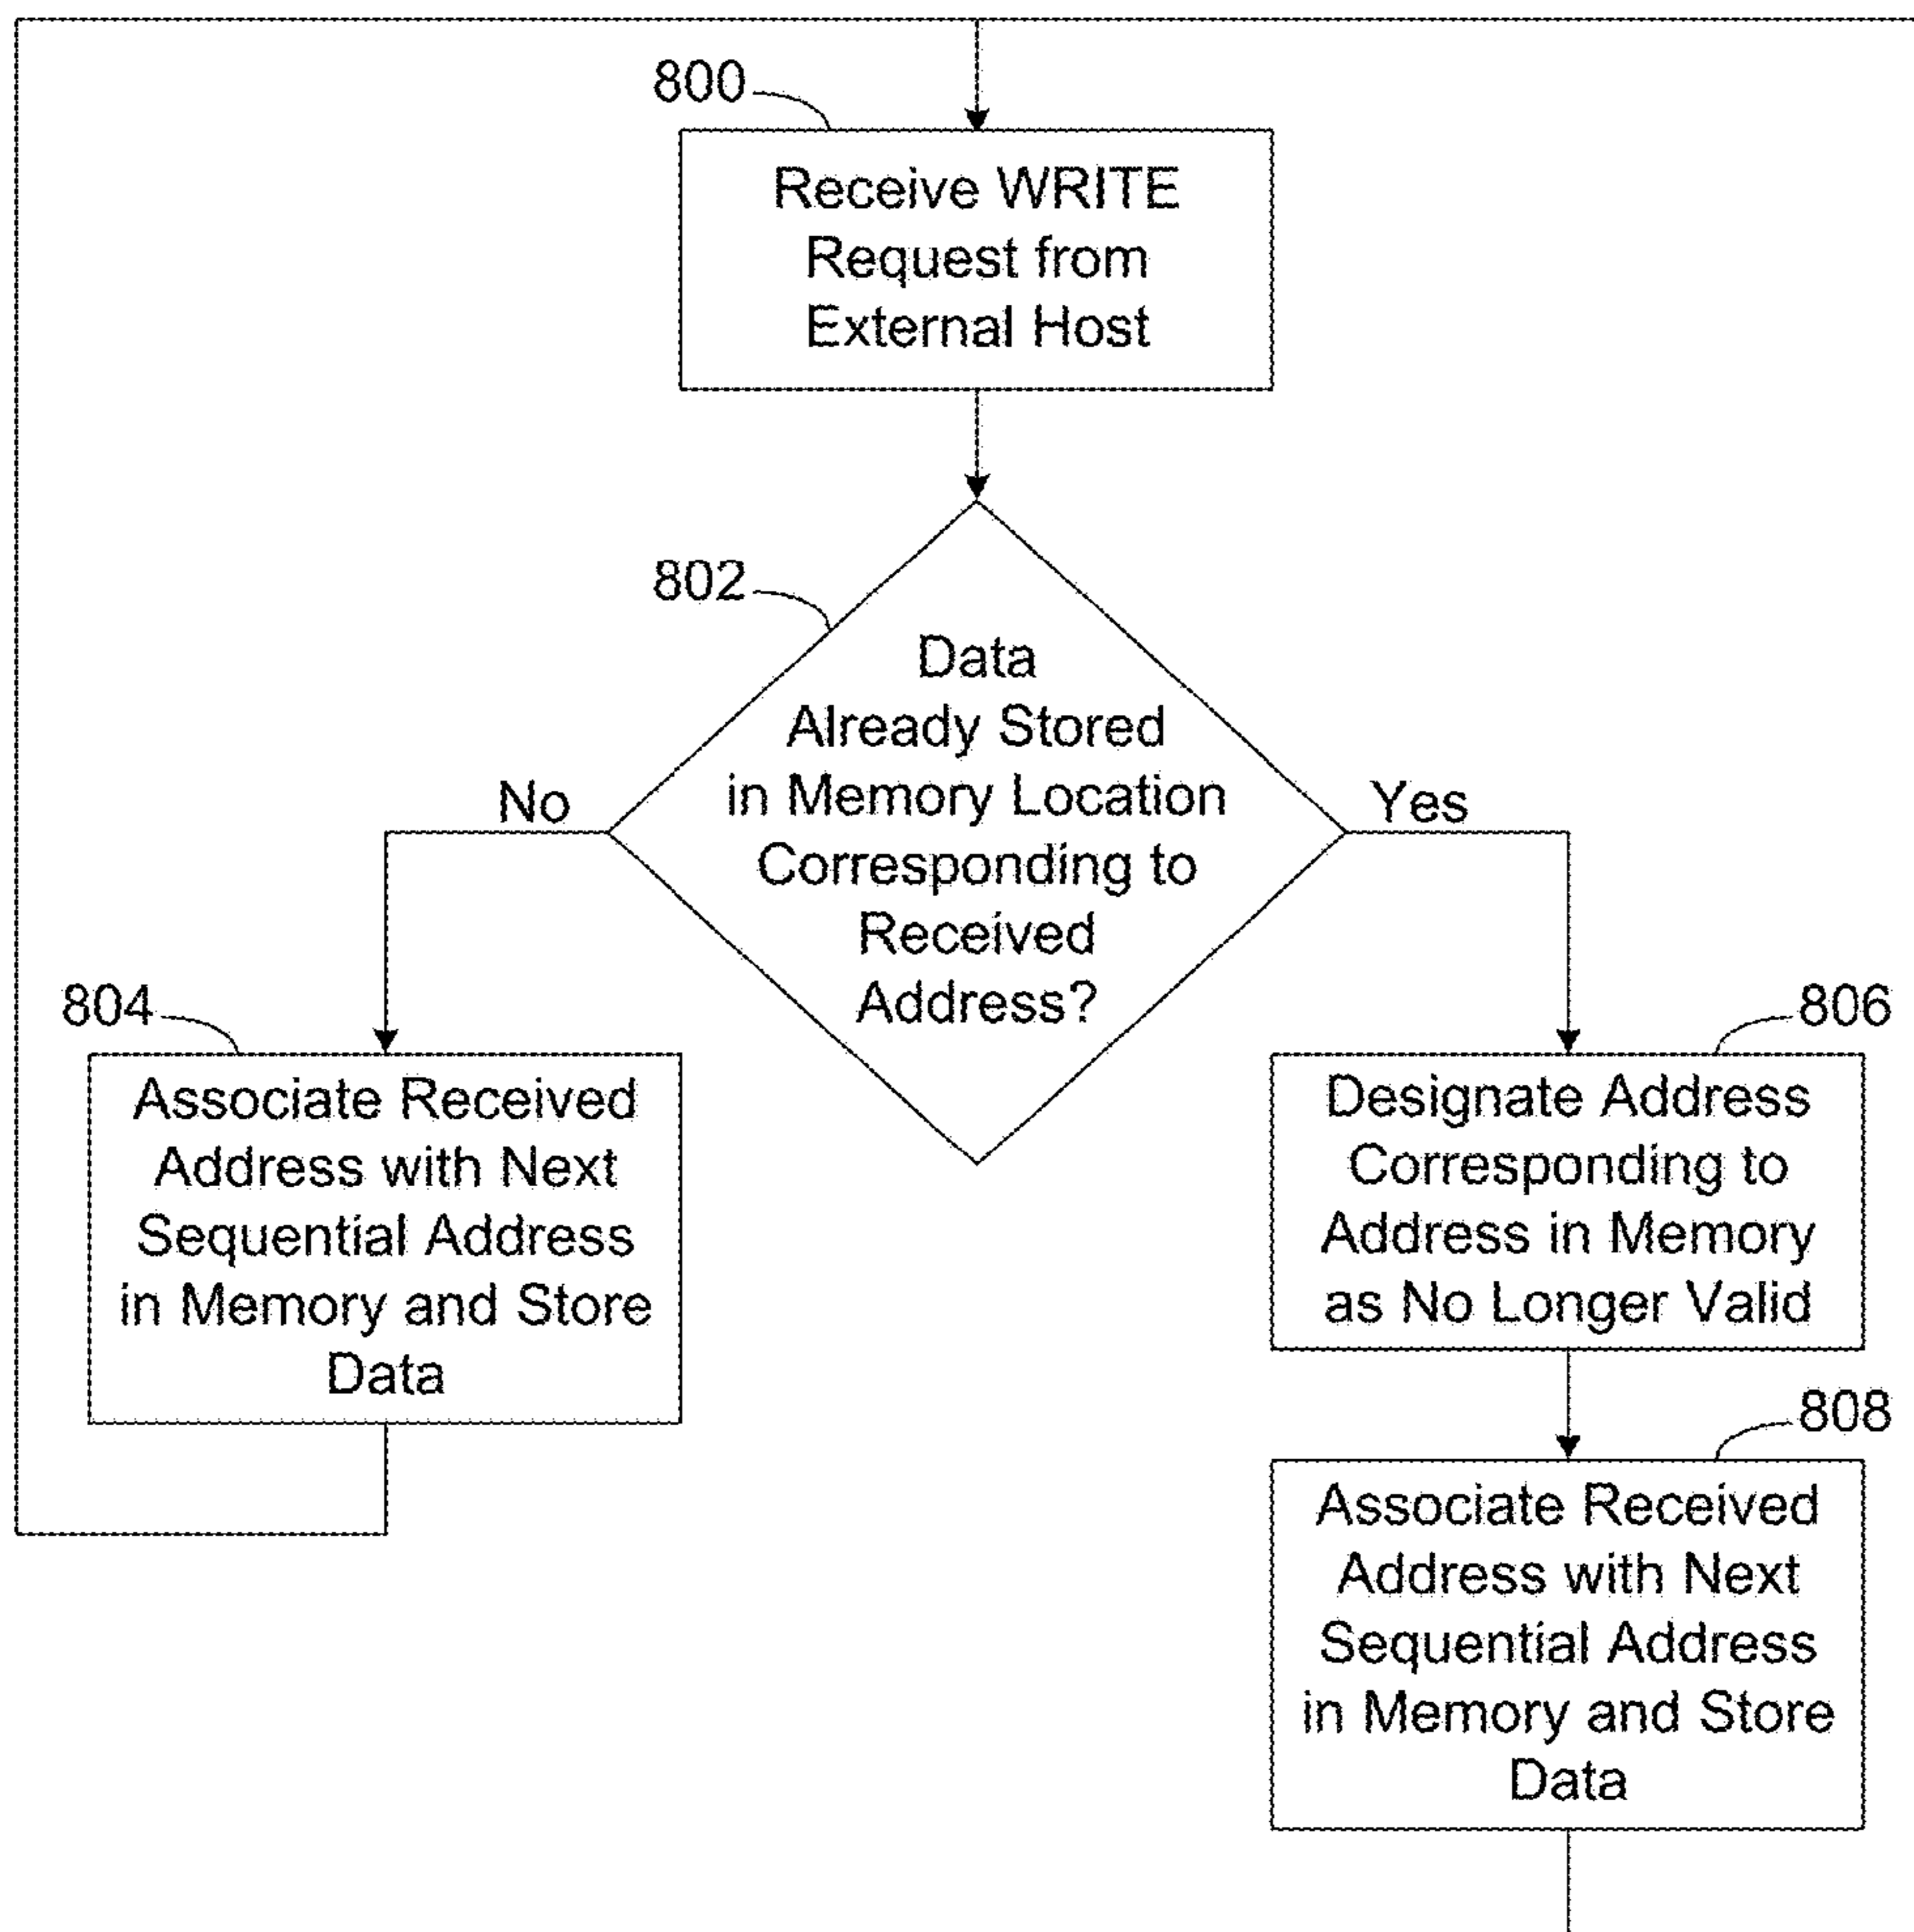 800
Receive WRITE
Request from
External Host
802
Data
Already Stored
in Memory Location
Corresponding to
Received
Address?
No
Yes
804
Associate Received
Address with Next
Sequential Address
in Memory and Store
Data
806
Designate Address
Corresponding to
Address in Memory
as No Longer Valid
808
Associate Received
Address with Next
Sequential Address
in Memory and Store
Data